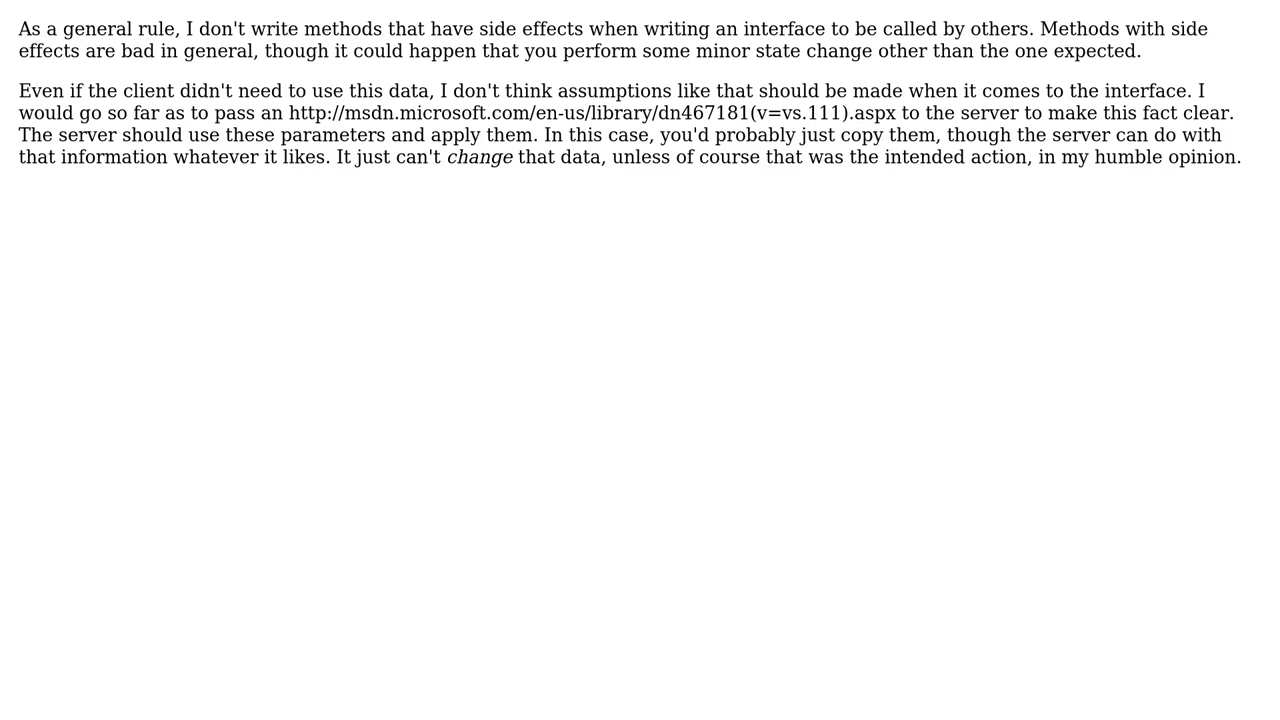 As a general rule, I don't write methods that have side effects when writing an interface to be called by others. Methods with side
effects are bad in general, though it could happen that you perform some minor state change other than the one expected.
Even if the client didn't need to use this data, I don't think assumptions like that should be made when it comes to the interface. I
would go so far as to pass an http://msdn.microsoft.com/en-us/library/dn467181(v=vs.111).aspx to the server to make this fact clear.
The server should use these parameters and apply them. In this case, you'd probably just copy them, though the server can do with
that information whatever it likes. It just can't change that data, unless of course that was the intended action, in my humble opinion.